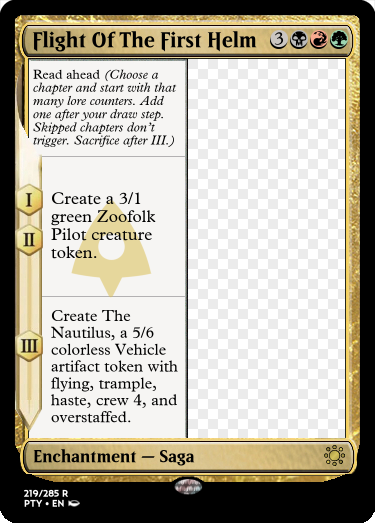 Flight Of The First Helm 3
Read ahead (Choose a
chapter and start with that
many lore counters. Add
one after your draw step.
Skipped chapters don't
trigger. Sacrifice after III.)
I
II
Create a 3/1
green Zoofolk
Pilot creature
token.
III
Create The
Nautilus, a 5/6
colorless Vehicle
artifact token with
flying, trample,
haste, crew 4, and
overstaffed.
Enchantment — Saga
219/285 R
PTY • EN